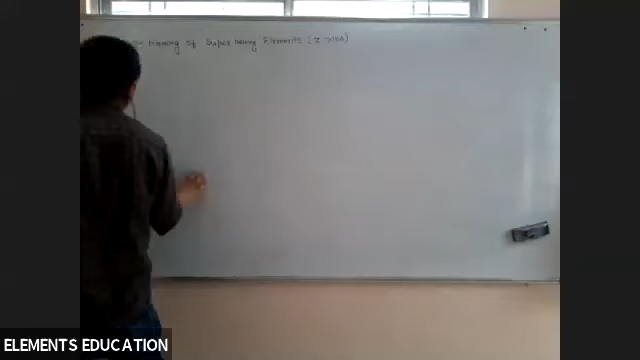 naming of Super heavy Elements (Z >100)
ELEMENTS EDUCATION